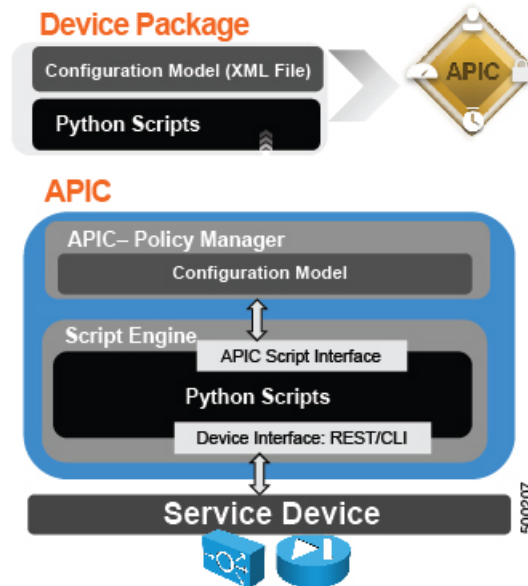 Device Package
Configuration Model (XML File)
Python Scripts
APIC
APIC
APIC– Policy Manager
Configuration Model
Script Engine
APIC Script Interface
Python Scripts
Device Interface: REST/CLI
Service Device
500207